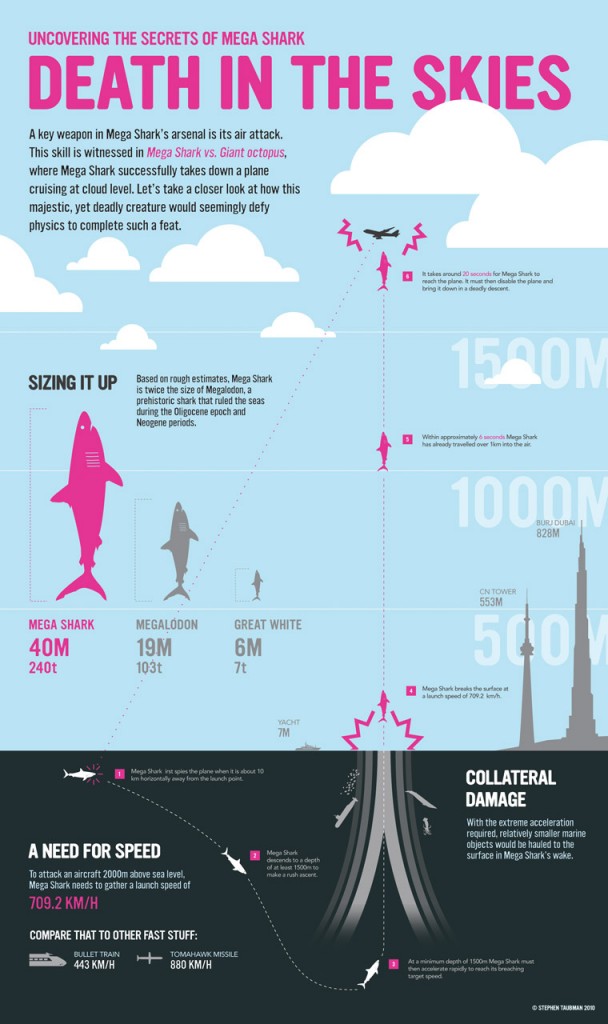 UNCOVERING THE SECRETS OF MEGA SHARK
DEATH IN THE SKIES
A key weapon in Mega Shark's arsenal is its air attack.
This skill is witnessed in Mega Shark vs. Giant octopus,
where Mega Shark successfully takes down a plane
cruising at cloud level. Let's take a closer look at how this
majestic, yet deadly creature would seemingly defy
physics to complete such a feat.
6
It takes around 20 seconds for Mega Shark to
reach the plane. It must then disable the plane and
bring it down in a deadly descent.
1500M
SIZING IT UP
Based on rough estimates, Mega Shark
is twice the size of Megalodon, a
prehistoric shark that ruled the seas
during the Oligocene epoch and
Neogene periods.
5
Within approximately 6 seconds Mega Shark
has already travelled over 1km into the air.
1000M
BURJ DUBAI
828M
CN TOWER
553M
500M
MEGA SHARK
40M
240t
MEGALODON
19M
103t
GREAT WHITE
6M
7t
4
Mega Shark breaks the surface at
a launch speed of 709.2 km/h.
YACHT
7M
1
Mega Shark irst spies the plane when it is about 10
km horizontally away from the launch point.
COLLATERAL
DAMAGE
With the extreme acceleration
required, relatively smaller marine
objects would be hauled to the
surface in Mega Shark's wake.
A NEED FOR SPEED
To attack an aircraft 2000m above sea level,
Mega Shark needs to gather a launch speed of
709.2 KM/H
2
Mega Shark
descends to a depth
of at least 1500m to
make a rush ascent.
COMPARE THAT TO OTHER FAST STUFF:
BULLET TRAIN
443 KM/H
TOMAHAWK MISSILE
880 KM/H
3
At a minimum depth of 1500m Mega Shark must
then accelerate rapidly to reach its breaching
target speed.
© STEPHEN TAUBMAN 2010